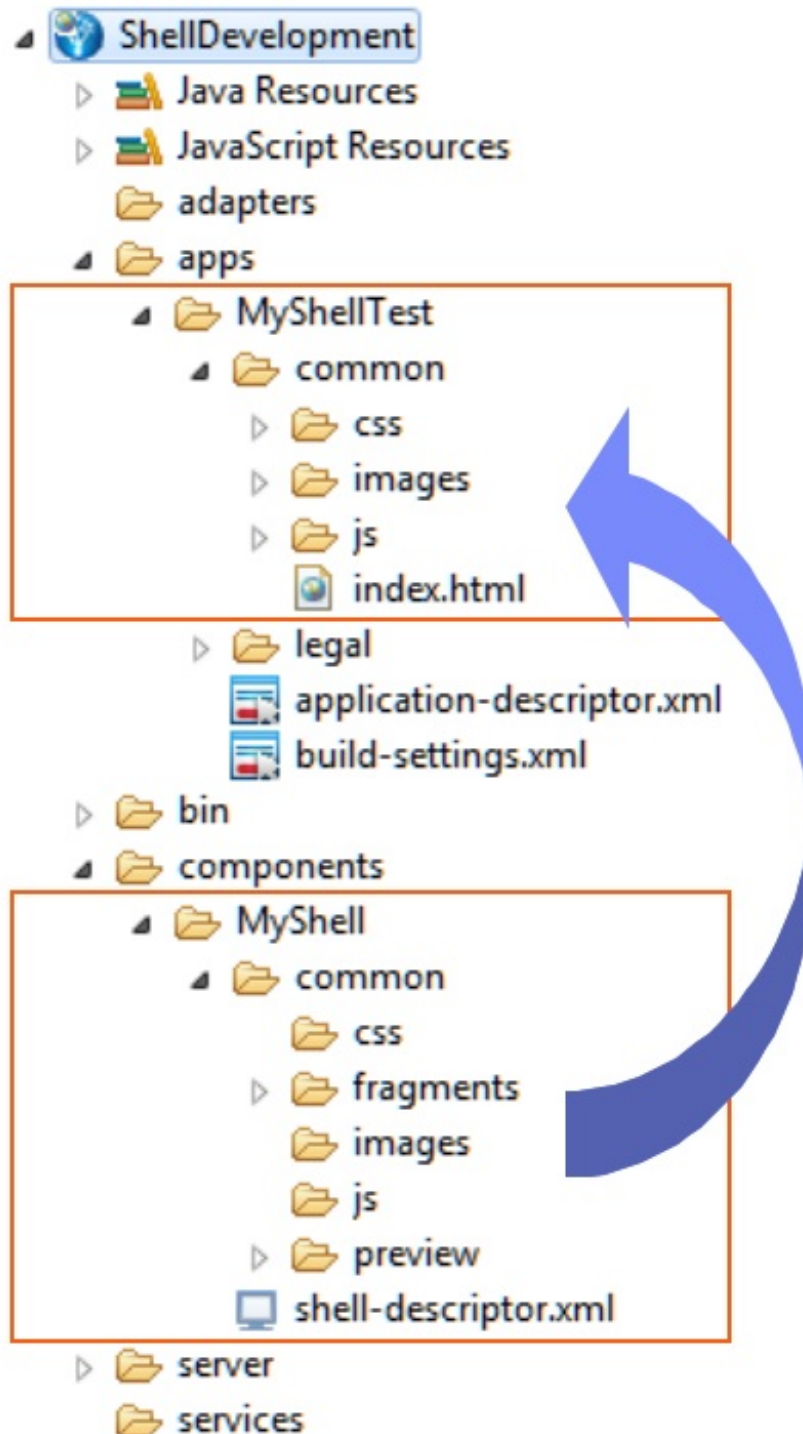 ShellDevelopment
Java Resources
JavaScript Resources
adapters
apps
MyShellTest
common
css
images
js
index.html
legal
application-descriptor.xml
build-settings.xml
bin
components
MyShell
common
css
fragments
images
js
preview
shell-descriptor.xml
server
services